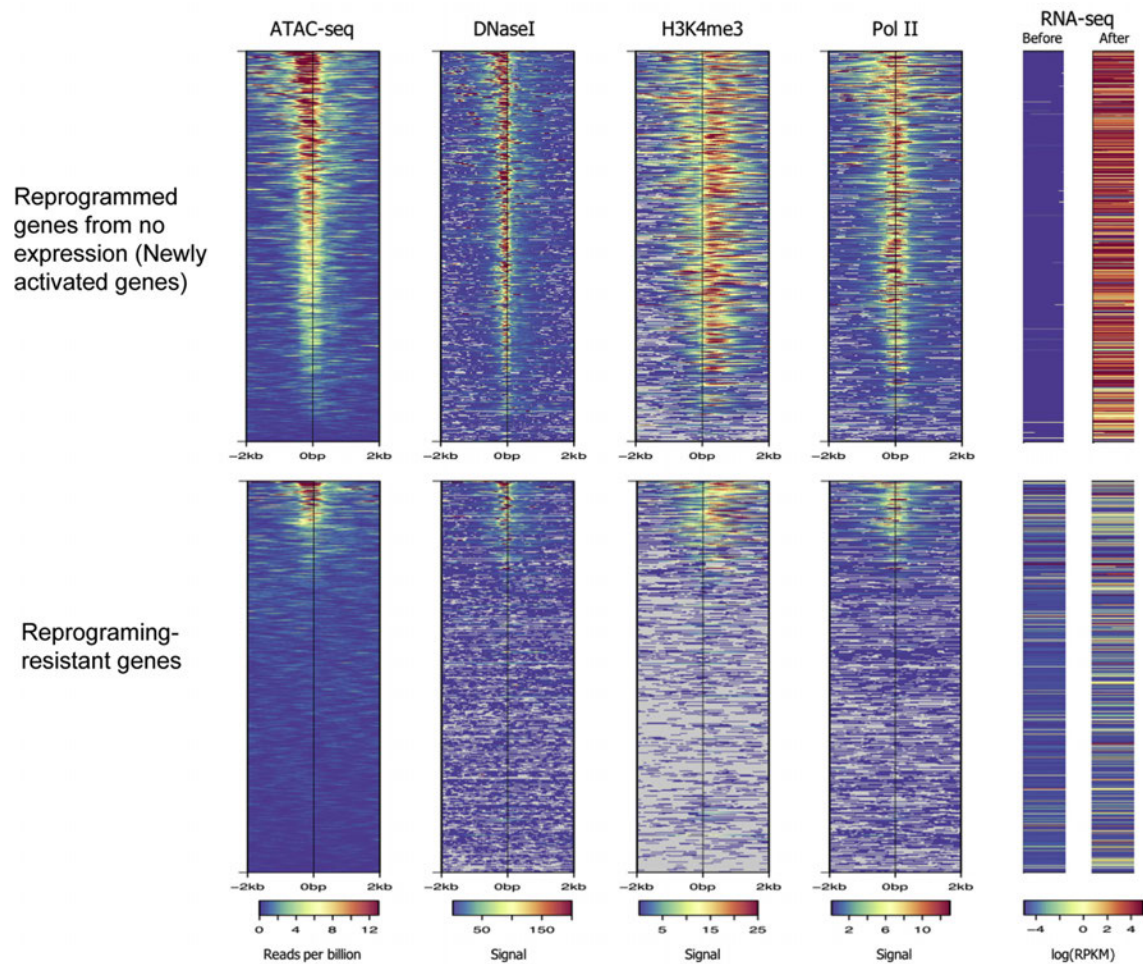 ATAC-seq
DNaseI
H3K4me3
Pol II
RNA-seq
Before
After
Reprogrammed
genes from no
expression (Newly
activated genes)
−2kb 0bp 2kb
−2kb 0bp 2kb
−2kb 0bp 2kb
−2kb 0bp 2kb
Reprograming-
resistant genes
−2kb 0bp 2kb
−2kb 0bp 2kb
−2kb 0bp 2kb
−2kb 0bp 2kb
0 4 8 12
50 150
5 15 25
2 6 10
−4 0 2 4
Reads per billion
Signal
Signal
Signal
log(RPKM)